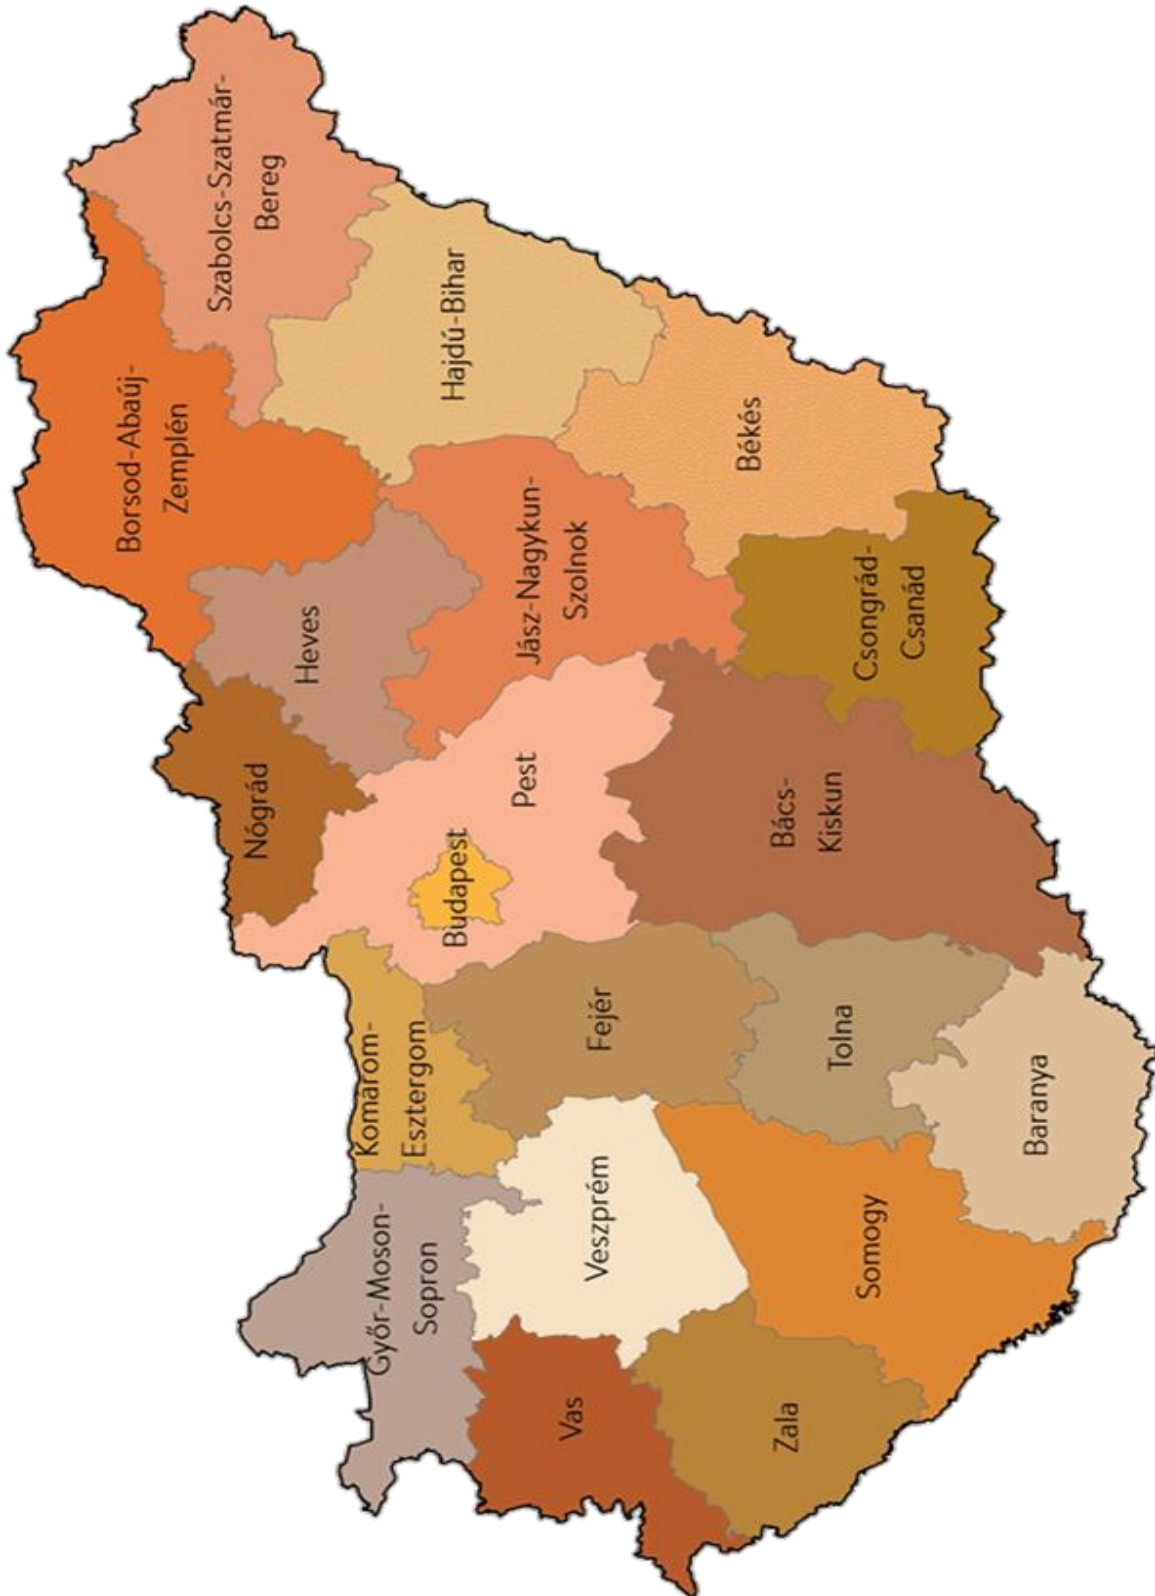 Szabolcs-Szatmár-
Bereg
Borsod-Abaúj-
Zemplén
Hajdú-Bihar
Heves
Nógrád
Jász-Nagykun-
Szolnok
Békés
Pest
Budapest
Csongrád-
Csanád
Bács-
Kiskun
Komárom-
Esztergom
Fejér
Tolna
Baranya
Győr-Moson-
Sopron
Veszprém
Somogy
Vas
Zala